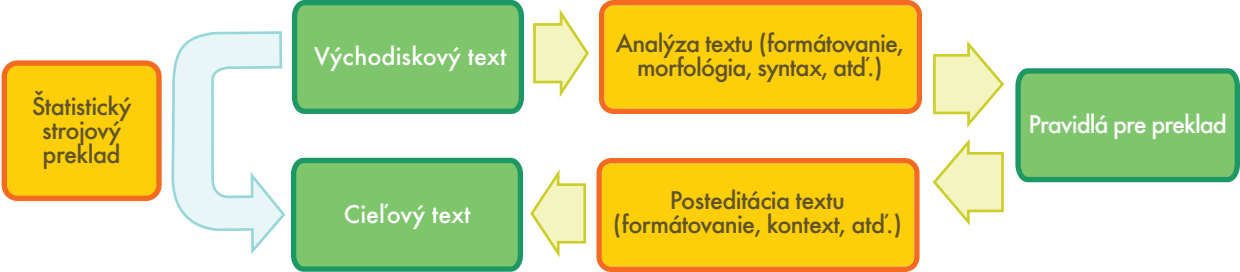 Štatistický
strojový
preklad
Východiskový text
Analýza textu (formátovanie,
morfológia, syntax, atď.)
Pravidlá pre preklad
Posteditácia textu
(formátovanie, kontext, atď.)
Cieľový text